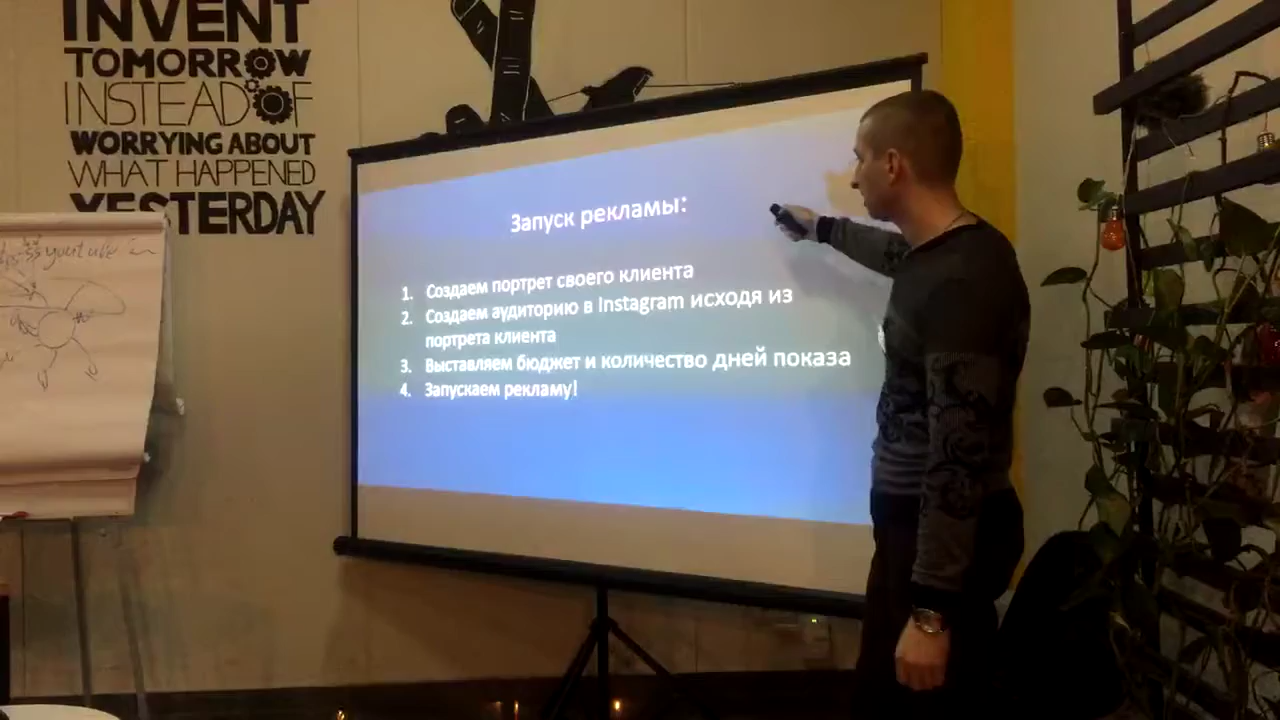 INVENT
TOMORROW
INSTEAD OF
WORRYING ABOUT
WHAT HAPPENED
YESTERDAY
youtube
Запуск рекламы:
1. Создаем портрет своего клиента
2. Создаем аудиторию в Instagram исходя из
портрета клиента
3. Выставляем бюджет и количество дней показа
4. Запускаем рекламу!